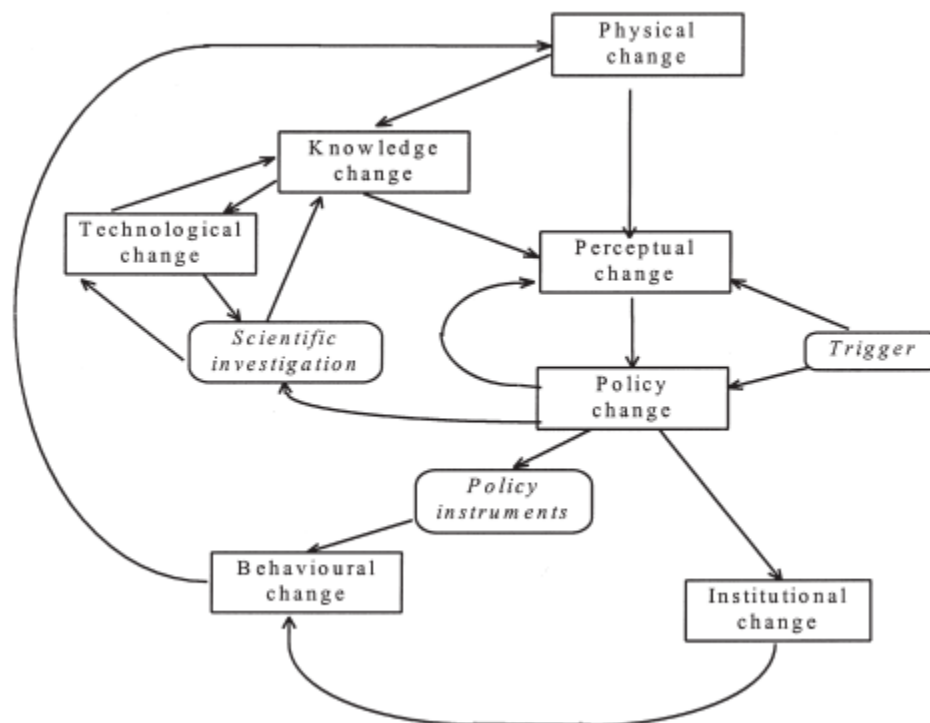 Physical
change
Knowledge
change
Technological
change
Perceptual
change
Scientific
investigation
Trigger
Policy
change
Policy
instruments
Behavioural
change
Institutional
change